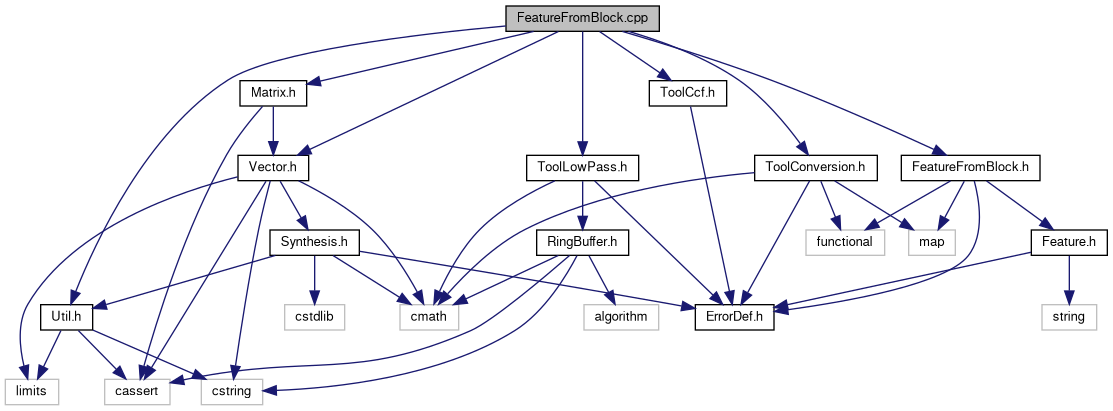 FeatureFromBlock.cpp
Matrix.h
ToolCcf.h
Vector.h
ToolLowPass.h
ToolConversion.h
FeatureFromBlock.h
Synthesis.h
RingBuffer.h
functional
map
Feature.h
Util.h
cstdlib
cmath
algorithm
ErrorDef.h
string
limits
cassert
cstring